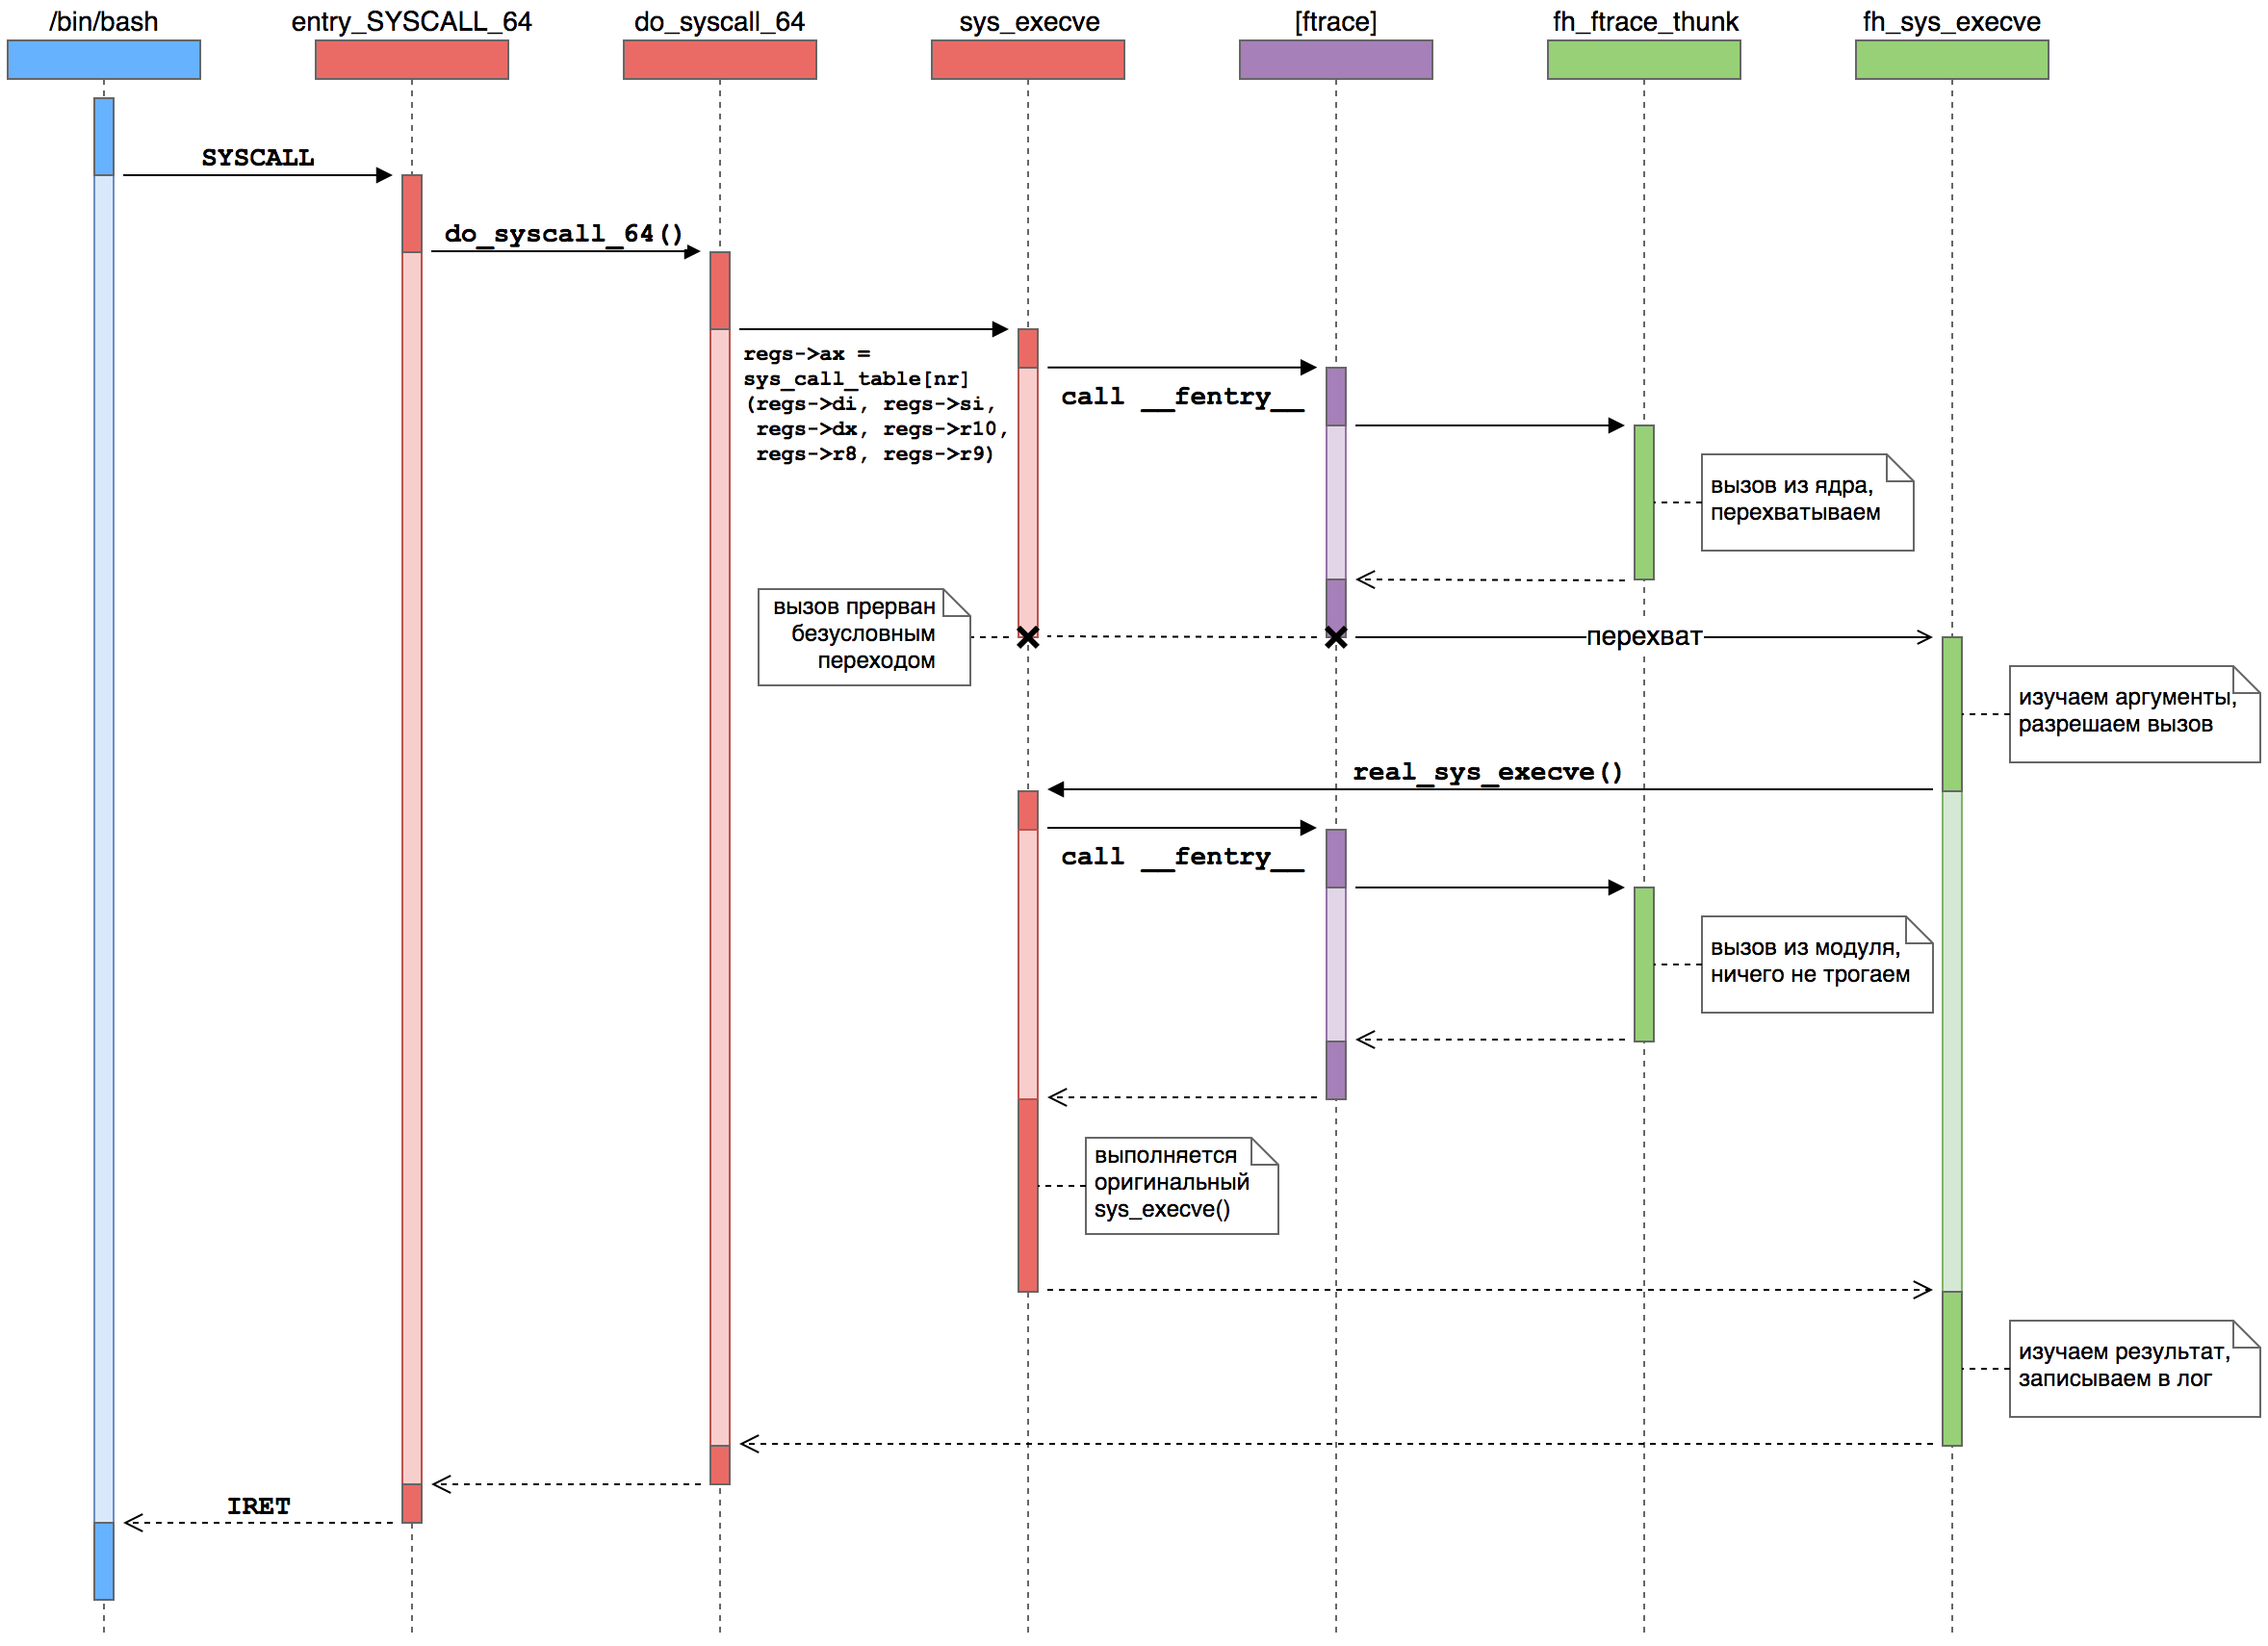 /bin/bash
entry_SYSCALL_64
do_syscall_64
sys_execve
[ftrace]
fh_ftrace_thunk
fh_sys_execve
SYSCALL
do_syscall_64()
regs->ax =
sys_call_table[nr]
(regs->di, regs->si,
regs->dx, regs->r10,
regs->r8, regs->r9)
call __fentry__
вызов из ядра,
перехватываем
вызов прерван
безусловным
переходом
перехват
изучаем аргументы,
разрешаем вызов
real_sys_execve()
call __fentry__
вызов из модуля,
ничего не трогаем
выполняется
оригинальный
sys_execve()
изучаем результат,
записываем в лог
IRET